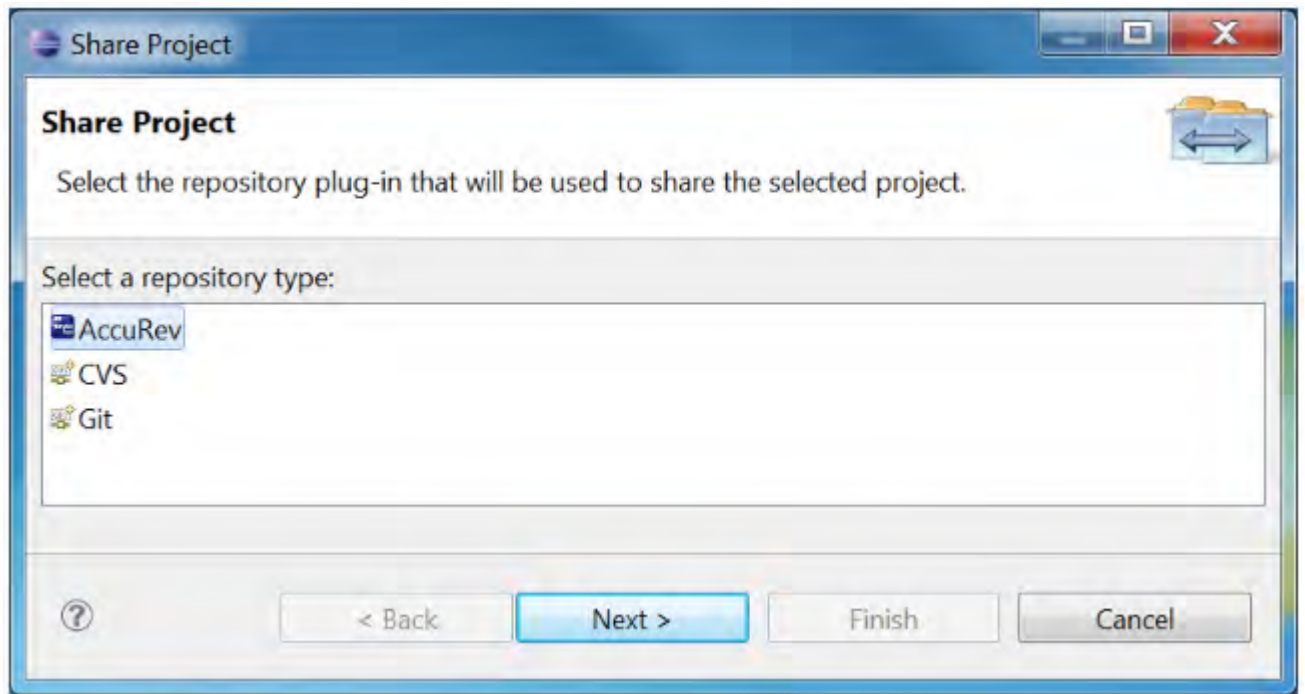 Share Project
Share Project
Select the repository plug-in that will be used to share the selected project.
Select a repository type:
AccuRev
CVS
Git
? < Back Next > Finish Cancel